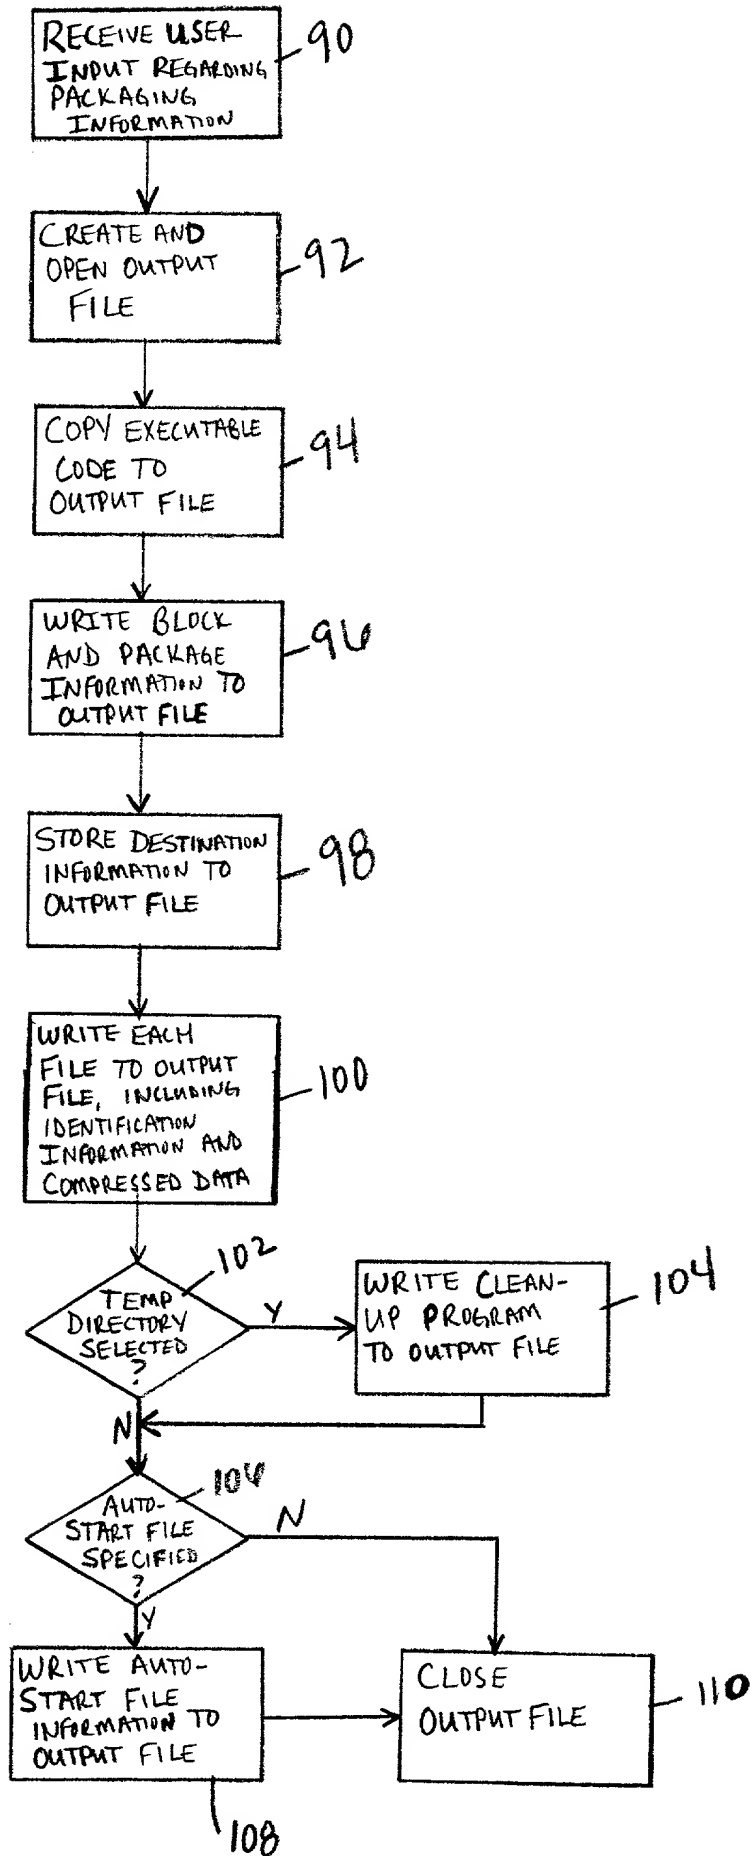 RECEIVE USER
INPUT REGARDING
PACKAGING
INFORMATION
90
CREATE AND
OPEN OUTPUT
FILE
92
COPY EXECUTABLE
CODE TO
OUTPUT FILE
94
WRITE BLOCK
AND PACKAGE
INFORMATION TO
OUTPUT FILE
96
STORE DESTINATION
INFORMATION TO
OUTPUT FILE
98
WRITE EACH
FILE TO OUTPUT
FILE, INCLUDING
IDENTIFICATION
INFORMATION AND
COMPRESSED DATA
100
102
TEMP
DIRECTORY
SELECTED
?
Y
WRITE CLEAN-
UP PROGRAM
TO OUTPUT FILE
104
N
106
AUTO-
START FILE
SPECIFIED
?
N
Y
WRITE AUTO-
START FILE
INFORMATION TO
OUTPUT FILE
108
CLOSE
OUTPUT FILE
110